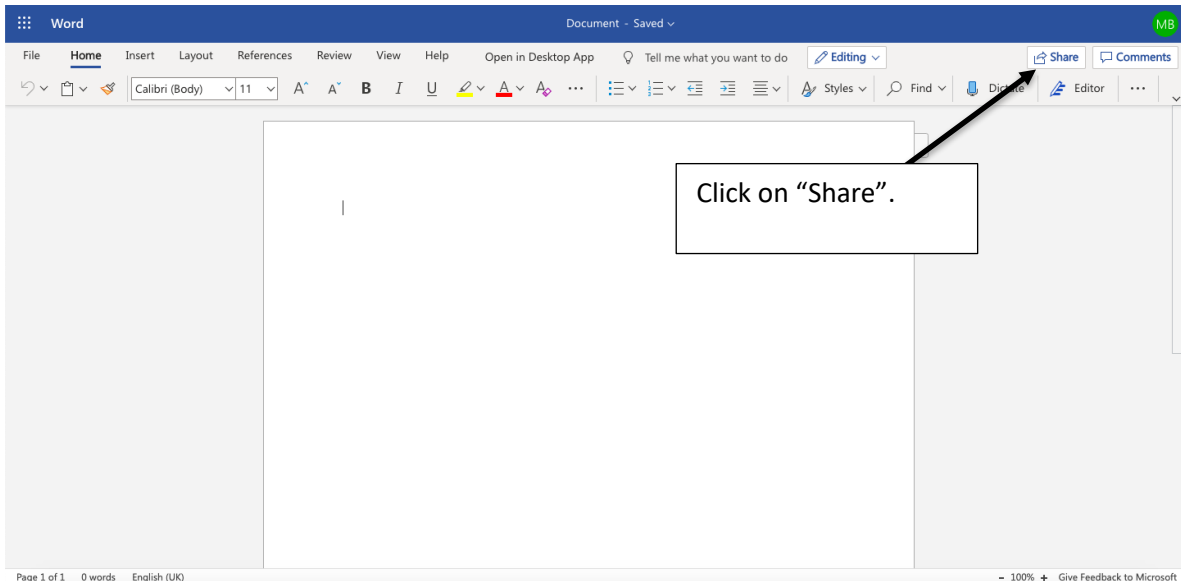 Word Document - Saved MB
File Home Insert Layout References Review View Help Open in Desktop App Tell me what you want to do Editing Share Comments
Calibri (Body) 11 A A B I U A A ... Styles Find Dictate Editor ...
Click on “Share”.
Page 1 of 1 0 words English (UK) - 100% + Give Feedback to Microsoft